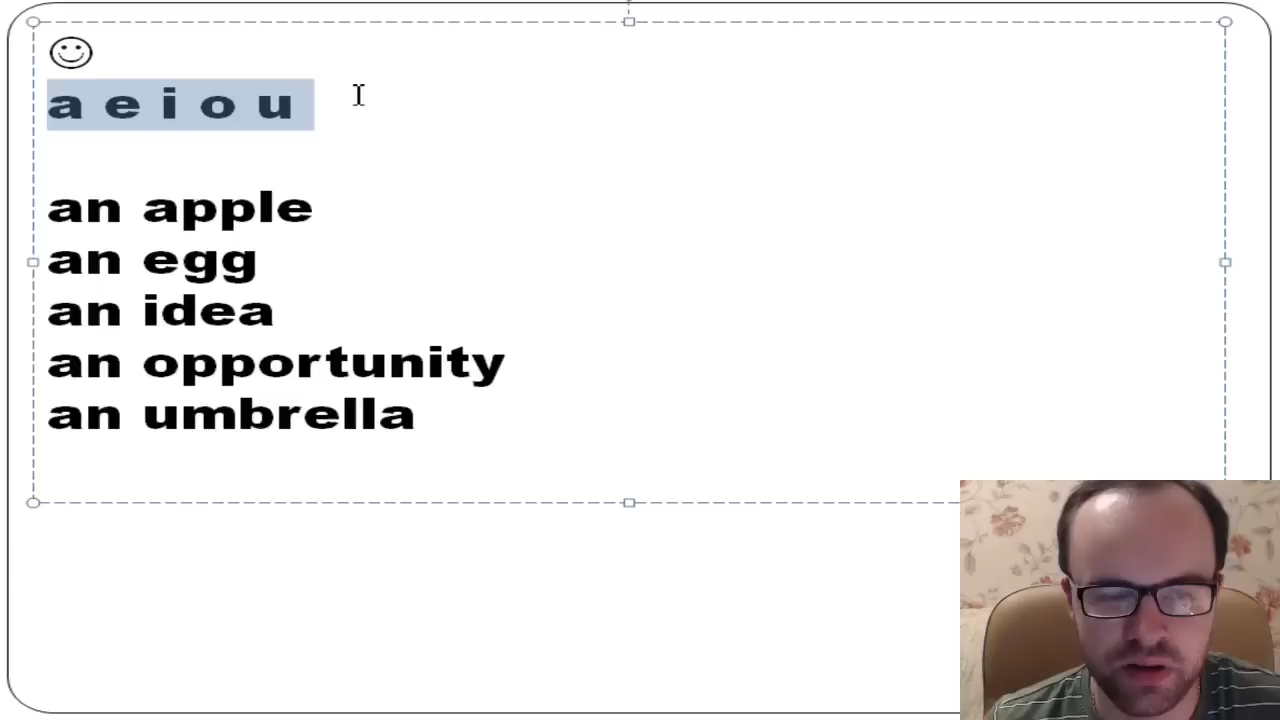 a e i o u
an apple
an egg
an idea
an opportunity
an umbrella